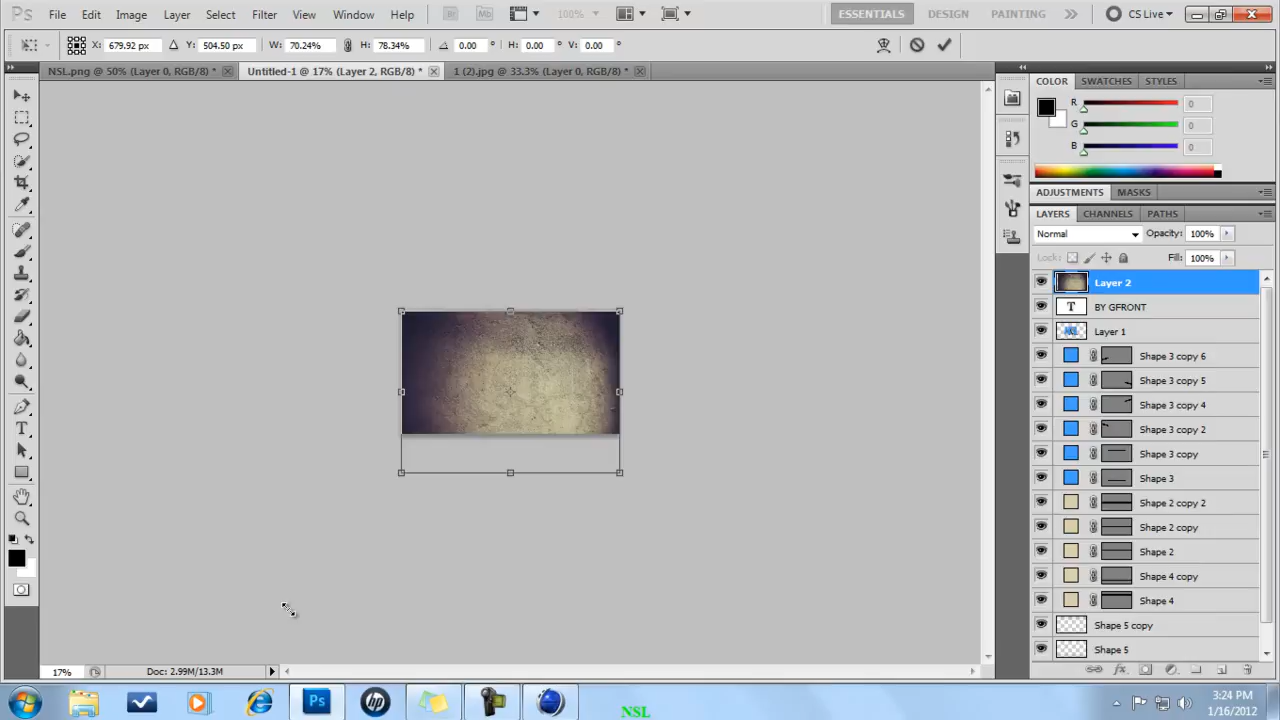 Ps File Edit Image Layer Select Filter View Window Help Br Mb 100% ESSENTIALS DESIGN PAINTING CS Live
X: 679.92 px Y: 504.50 px W: 70.24% H: 78.34% 0.00 ° H: 0.00 ° V: 0.00 °
NSL.png @ 50% (Layer 0, RGB/8) * Untitled-1 @ 17% (Layer 2, RGB/8) * 1 (2).jpg @ 33.3% (Layer 0, RGB/8) *
COLOR SWATCHES STYLES
R 0
G 0
B 0
ADJUSTMENTS MASKS
LAYERS CHANNELS PATHS
Normal Opacity: 100%
Lock: Fill: 100%
Layer 2
T BY GFRONT
Layer 1
Shape 3 copy 6
Shape 3 copy 5
Shape 3 copy 4
Shape 3 copy 2
Shape 3 copy
Shape 3
Shape 2 copy 2
Shape 2 copy
Shape 2
Shape 4 copy
Shape 4
Shape 5 copy
Shape 5
17% Doc: 2.99M/13.3M
Ps hp NSL 3:24 PM
1/16/2012